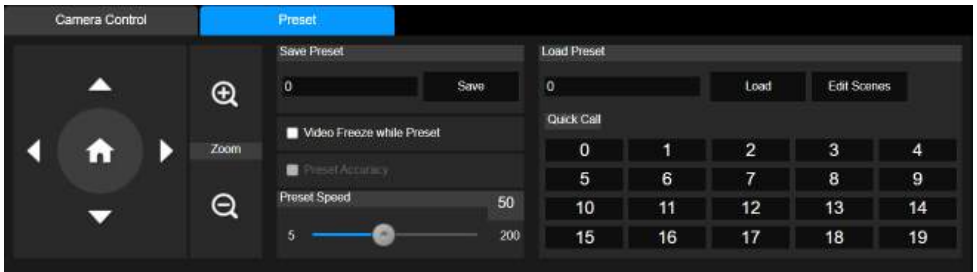 Camera Control
Preset
Zoom
Save Preset
0
Save
Video Freeze while Preset
Preset Accuracy
Preset Speed
50
5
200
Load Preset
0
Load
Edit Scenes
Quick Call
0 1 2 3 4
5 6 7 8 9
10 11 12 13 14
15 16 17 18 19